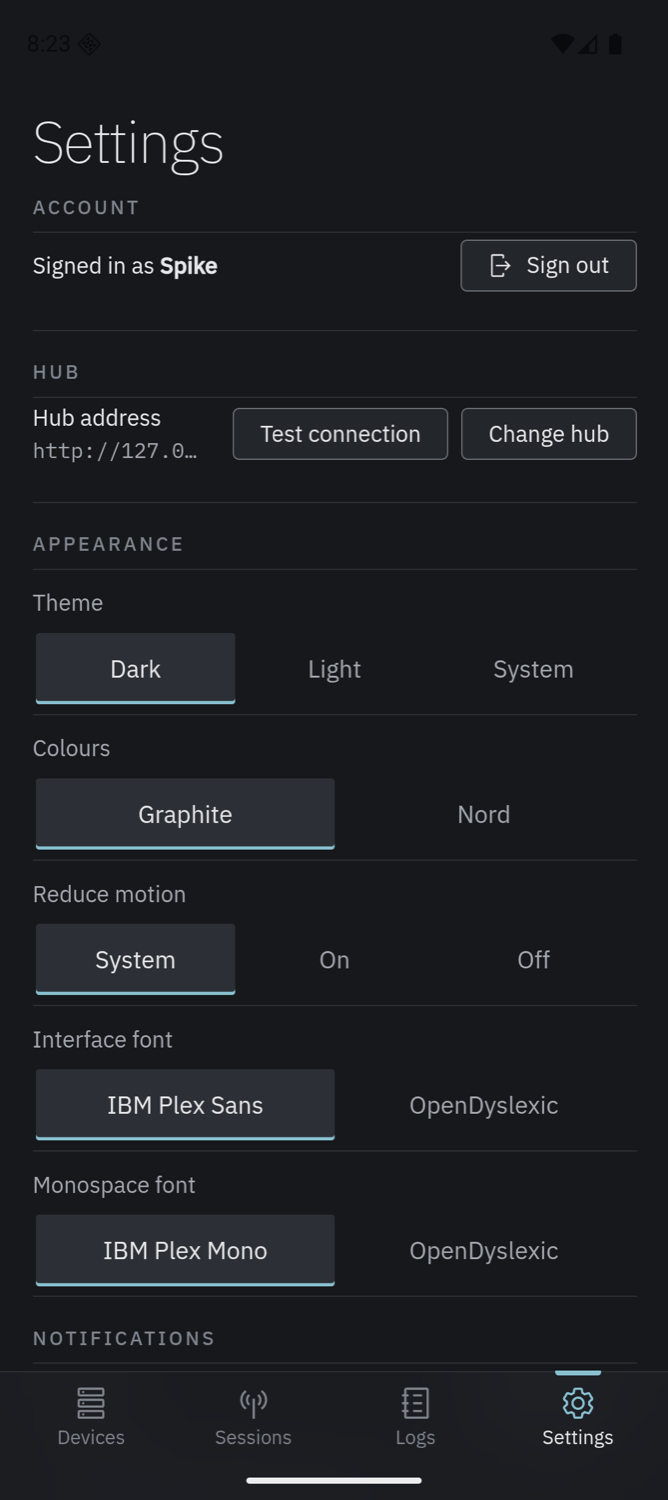 8:23
Settings
ACCOUNT
Signed in as Spike
Sign out
HUB
Hub address
http://127.0…
Test connection
Change hub
APPEARANCE
Theme
Dark
Light
System
Colours
Graphite
Nord
Reduce motion
System
On
Off
Interface font
IBM Plex Sans
OpenDyslexic
Monospace font
IBM Plex Mono
OpenDyslexic
NOTIFICATIONS
Devices
Sessions
Logs
Settings